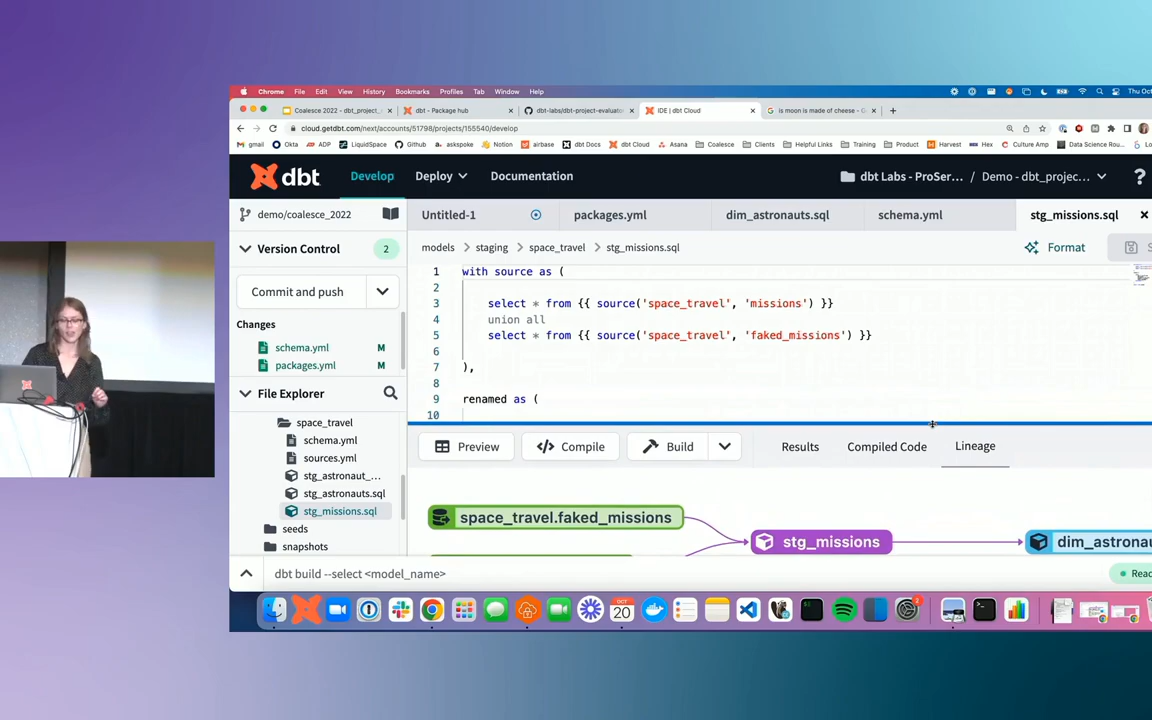 Chrome File Edit View History Bookmarks Profiles Tab Window Help
Coalesce 2022 - dbt_project_ dbt - Package hub dbt-labs/dbt-project-evaluator IDE | dbt Cloud is moon is made of cheese - G
cloud.getdbt.com/next/accounts/51798/projects/155540/develop
gmail Okta ADP LiquidSpace Github askspoke Notion airbase dbt Docs dbt Cloud Asana Coalesce Clients Helpful Links Training Product Harvest Hex Culture Amp Data Science Rou...
dbt Develop Deploy Documentation dbt Labs - ProSer... / Demo - dbt_projec... ?
demo/coalesce_2022 Untitled-1 packages.yml dim_astronauts.sql schema.yml stg_missions.sql
Version Control 2 models staging space_travel stg_missions.sql Format
1 with source as (
2
Commit and push 3 select * from {{ source('space_travel', 'missions') }}
4 union all
Changes 5 select * from {{ source('space_travel', 'faked_missions') }}
schema.yml M 6
packages.yml M 7 ),
8
File Explorer 9 renamed as (
10
space_travel
schema.yml Preview Compile Build Results Compiled Code Lineage
sources.yml
stg_astronaut_...
stg_astronauts.sql
stg_missions.sql space_travel.faked_missions
seeds stg_missions dim_astronau
snapshots
dbt build --select <model_name> Read
OCT
20 2